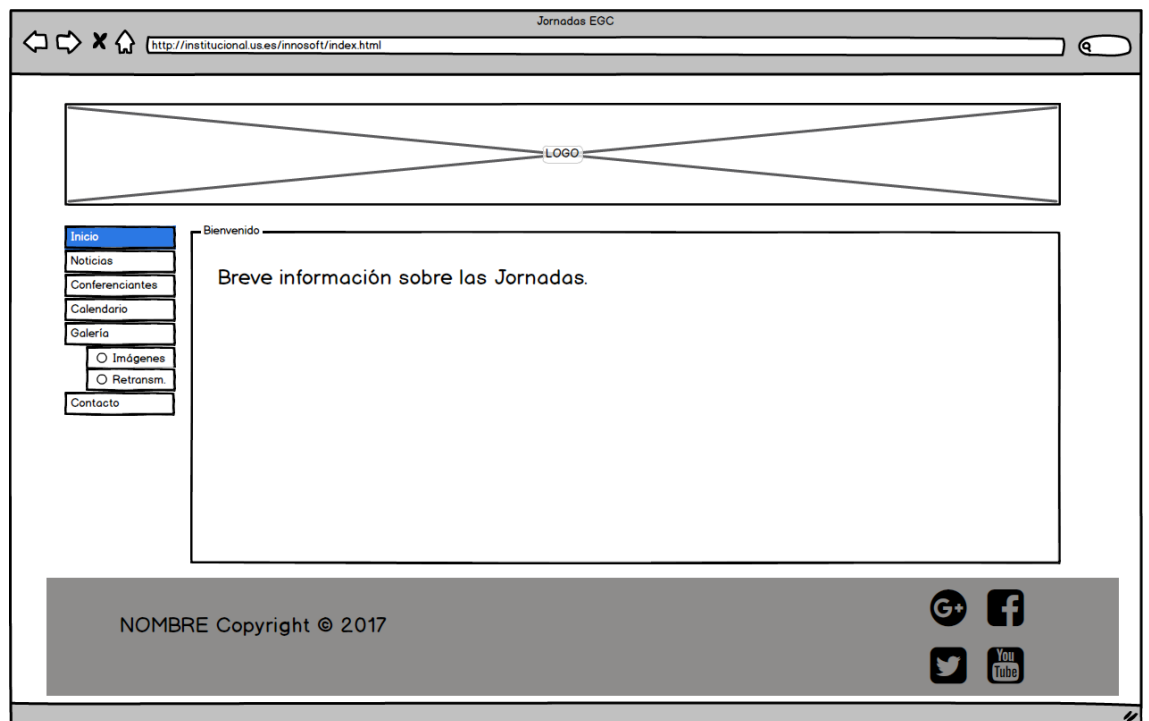 Jornadas EGC
http://institucional.us.es/innosoft/index.html
LOGO
Inicio
Noticias
Conferenciantes
Calendario
Galería
Imágenes
Retransm.
Contacto
Bienvenido
Breve información sobre las Jornadas.
NOMBRE Copyright © 2017
G+
f
You
Tube